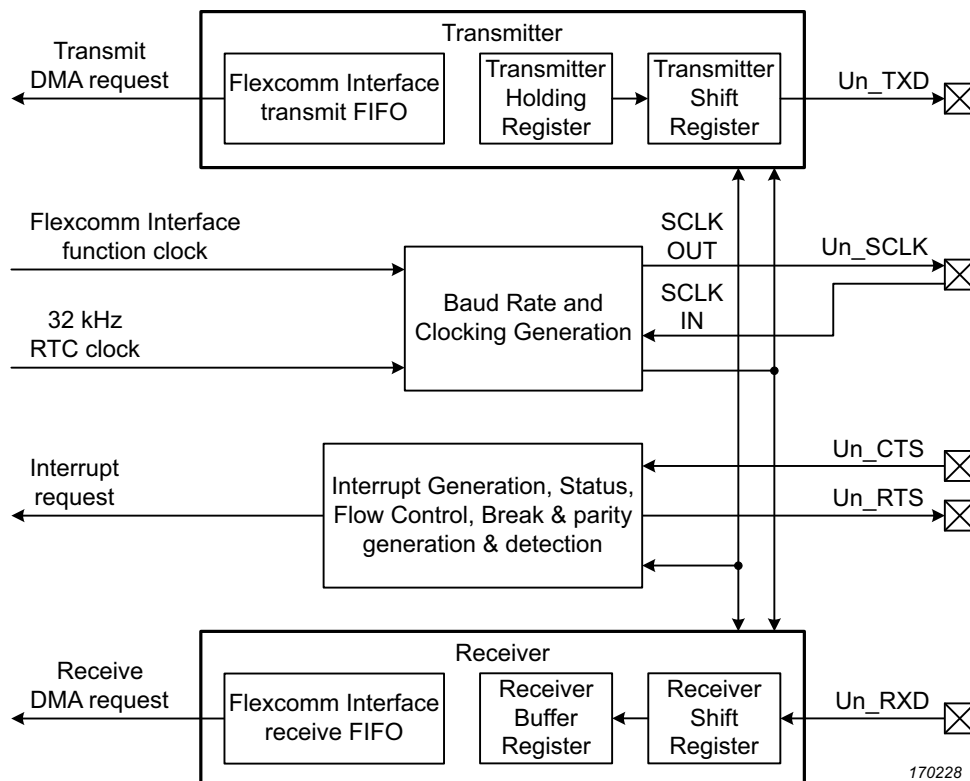 Transmitter
Transmit
DMA request
Flexcomm Interface
transmit FIFO
Transmitter
Holding
Register
Transmitter
Shift
Register
Un_TXD
Flexcomm Interface
function clock
SCLK
OUT
Un_SCLK
Baud Rate and
Clocking Generation
SCLK
IN
32 kHz
RTC clock
Un_CTS
Interrupt
request
Interrupt Generation, Status,
Flow Control, Break & parity
generation & detection
Un_RTS
Receiver
Receive
DMA request
Flexcomm Interface
receive FIFO
Receiver
Buffer
Register
Receiver
Shift
Register
Un_RXD
170228